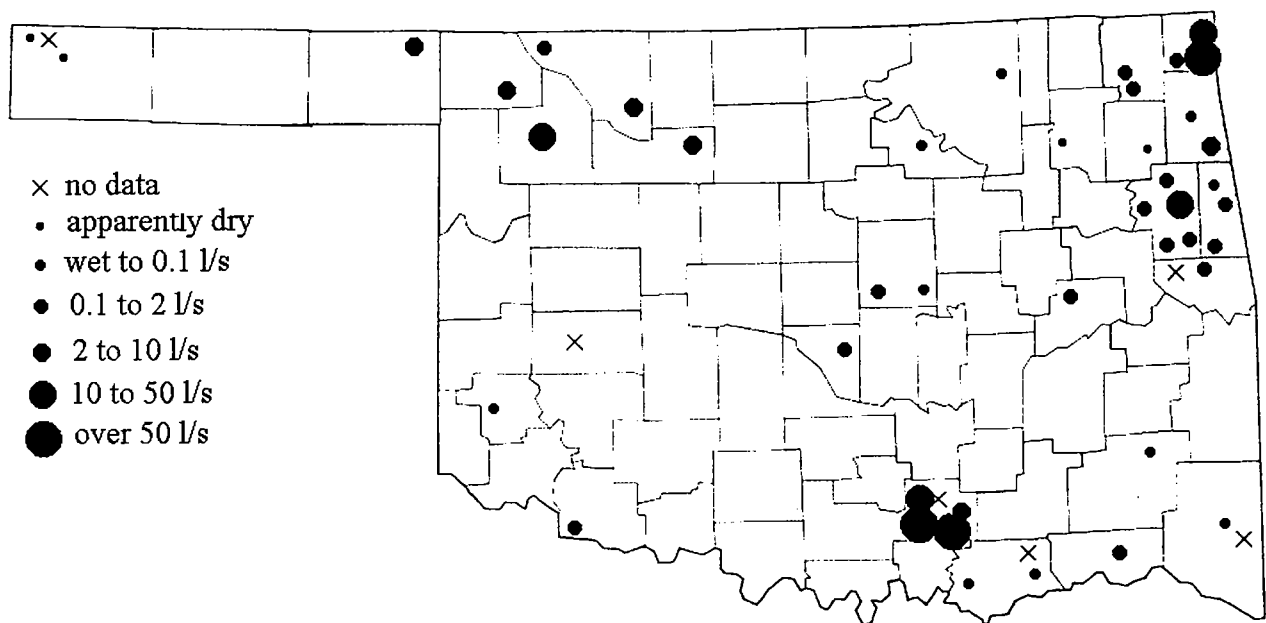 × no data
• apparently dry
• wet to 0.1 l/s
• 0.1 to 2 l/s
• 2 to 10 l/s
• 10 to 50 l/s
• over 50 l/s